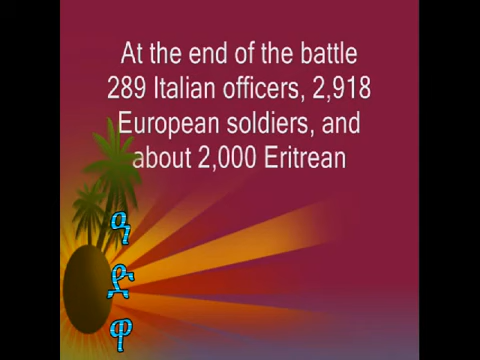 At the end of the battle
289 Italian officers, 2,918
European soldiers, and
about 2,000 Eritrean
ዓ
ድ
ዋ